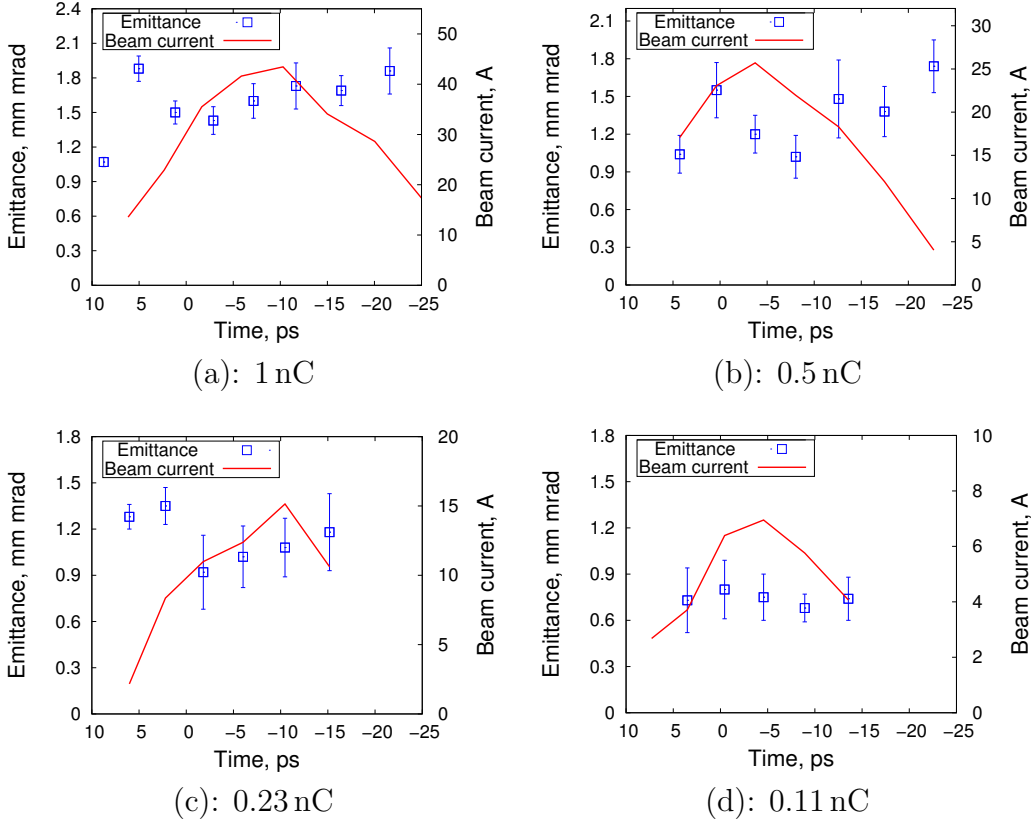 Emittance
Beam current
Emittance, mm mrad
2.4
2.1
1.8
1.5
1.2
0.9
0.6
0.3
0
50
40
30
20
10
0
Beam current, A
10 5 0 −5 −10 −15 −20 −25
Time, ps
(a): 1 nC
Emittance
Beam current
Emittance, mm mrad
2.1
1.8
1.5
1.2
0.9
0.6
0.3
0
30
25
20
15
10
5
0
Beam current, A
10 5 0 −5 −10 −15 −20 −25
Time, ps
(b): 0.5 nC
Emittance
Beam current
Emittance, mm mrad
1.8
1.5
1.2
0.9
0.6
0.3
0
20
15
10
5
0
Beam current, A
10 5 0 −5 −10 −15 −20 −25
Time, ps
(c): 0.23 nC
Emittance
Beam current
Emittance, mm mrad
1.8
1.5
1.2
0.9
0.6
0.3
0
10
8
6
4
2
0
Beam current, A
10 5 0 −5 −10 −15 −20 −25
Time, ps
(d): 0.11 nC